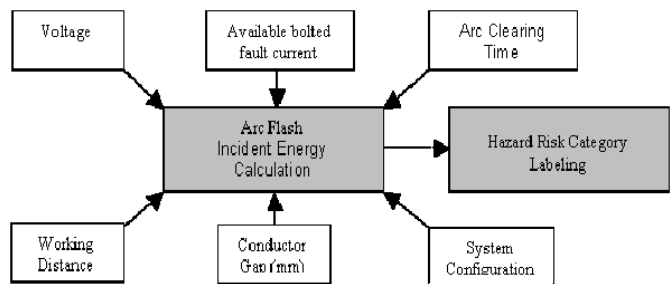 Voltage
Available bolted
fault current
Arc Clearing
Time
Arc Flash
Incident Energy
Calculation
Hazard Risk Category
Labeling
Working
Distance
Conductor
Gap (mm)
System
Configuration